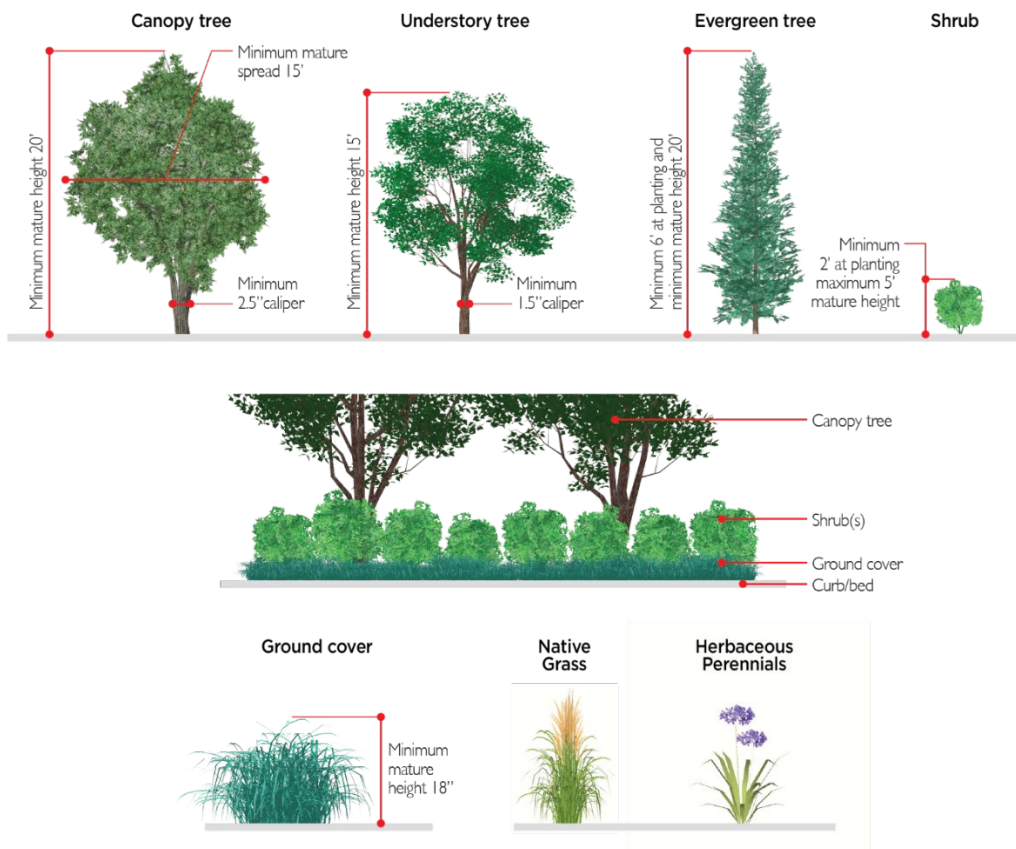 Canopy tree
Understory tree
Evergreen tree
Shrub
Minimum mature
spread 15'
Minimum mature height 20'
Minimum
2.5"caliper
Minimum mature height 15'
Minimum
1.5"caliper
Minimum 6' at planting and
minimum mature height 20'
Minimum
2' at planting
maximum 5'
mature height
Canopy tree
Shrub(s)
Ground cover
Curb/bed
Ground cover
Native
Grass
Herbaceous
Perennials
Minimum
mature
height 18"